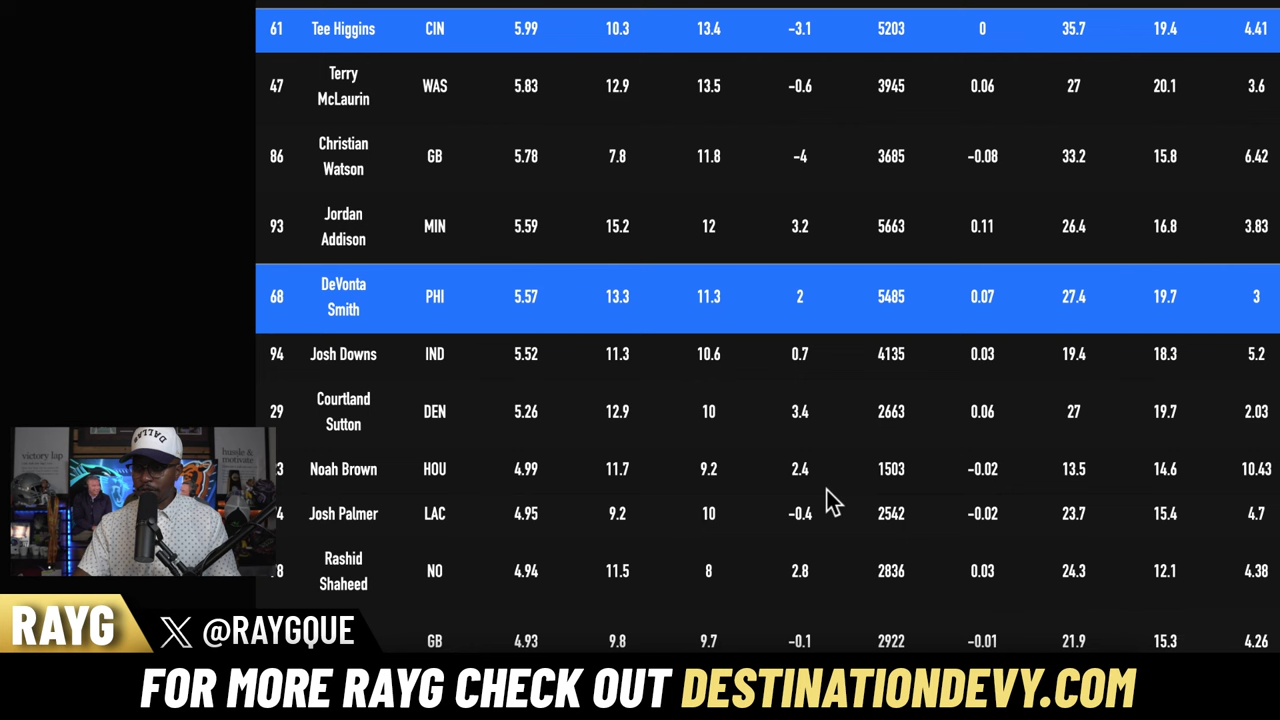 61 Tee Higgins CIN 5.99 10.3 13.4 -3.1 5203 0 35.7 19.4 4.41
47 Terry McLaurin WAS 5.83 12.9 13.5 -0.6 3945 0.06 27 20.1 3.6
86 Christian Watson GB 5.78 7.8 11.8 -4 3685 -0.08 33.2 15.8 6.42
93 Jordan Addison MIN 5.59 15.2 12 3.2 5663 0.11 26.4 16.8 3.83
68 DeVonta Smith PHI 5.57 13.3 11.3 2 5485 0.07 27.4 19.7 3
94 Josh Downs IND 5.52 11.3 10.6 0.7 4135 0.03 19.4 18.3 5.2
29 Courtland Sutton DEN 5.26 12.9 10 3.4 2663 0.06 27 19.7 2.03
3 Noah Brown HOU 4.99 11.7 9.2 2.4 1503 -0.02 13.5 14.6 10.43
4 Josh Palmer LAC 4.95 9.2 10 -0.4 2542 -0.02 23.7 15.4 4.7
8 Rashid Shaheed NO 4.94 11.5 8 2.8 2836 0.03 24.3 12.1 4.38
GB 4.93 9.8 9.7 -0.1 2922 -0.01 21.9 15.3 4.26
victory lap
hustle & motivate
DALLAS
RAYG X @RAYGQUE
FOR MORE RAYG CHECK OUT DESTINATIONDEVY.COM